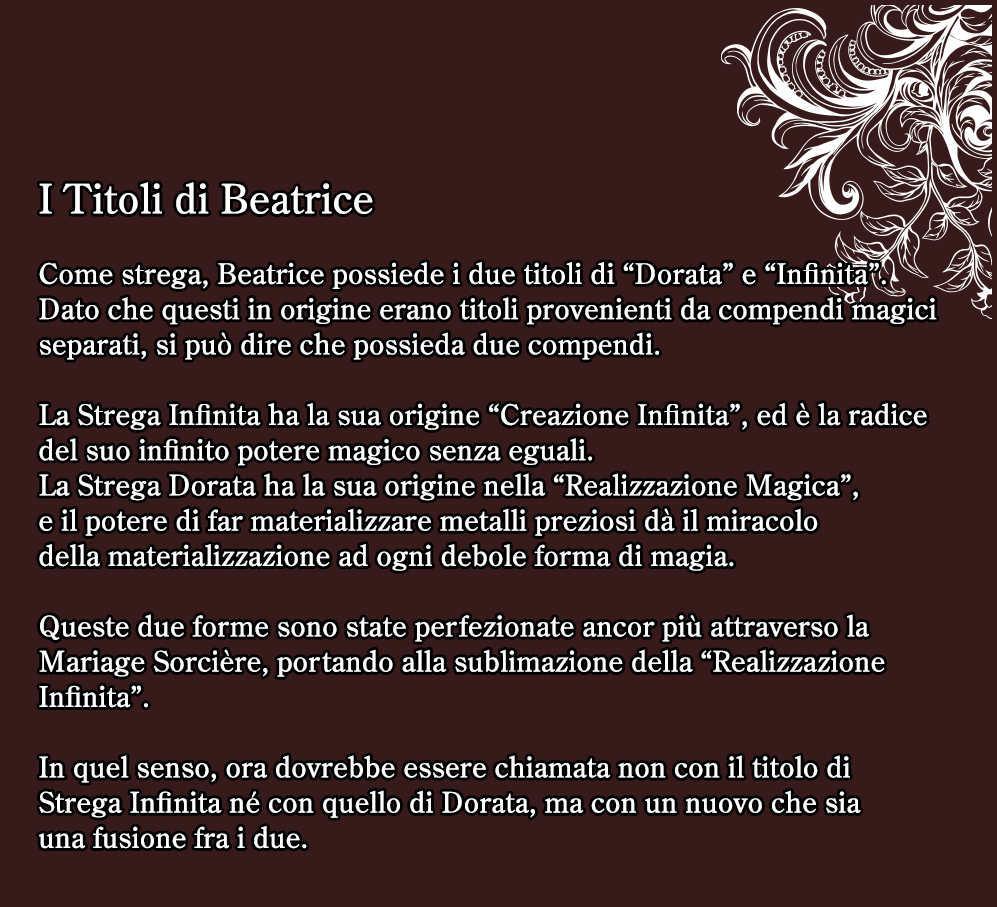 I Titoli di Beatrice
Come strega, Beatrice possiede i due titoli di “Dorata” e “Infinita”.
Dato che questi in origine erano titoli provenienti da compendi magici
separati, si può dire che possieda due compendi.
La Strega Infinita ha la sua origine “Creazione Infinita”, ed è la radice
del suo infinito potere magico senza eguali.
La Strega Dorata ha la sua origine nella “Realizzazione Magica”,
e il potere di far materializzare metalli preziosi dà il miracolo
della materializzazione ad ogni debole forma di magia.
Queste due forme sono state perfezionate ancor più attraverso la
Mariage Sorcière, portando alla sublimazione della “Realizzazione
Infinita”.
In quel senso, ora dovrebbe essere chiamata non con il titolo di
Strega Infinita né con quello di Dorata, ma con un nuovo che sia
una fusione fra i due.